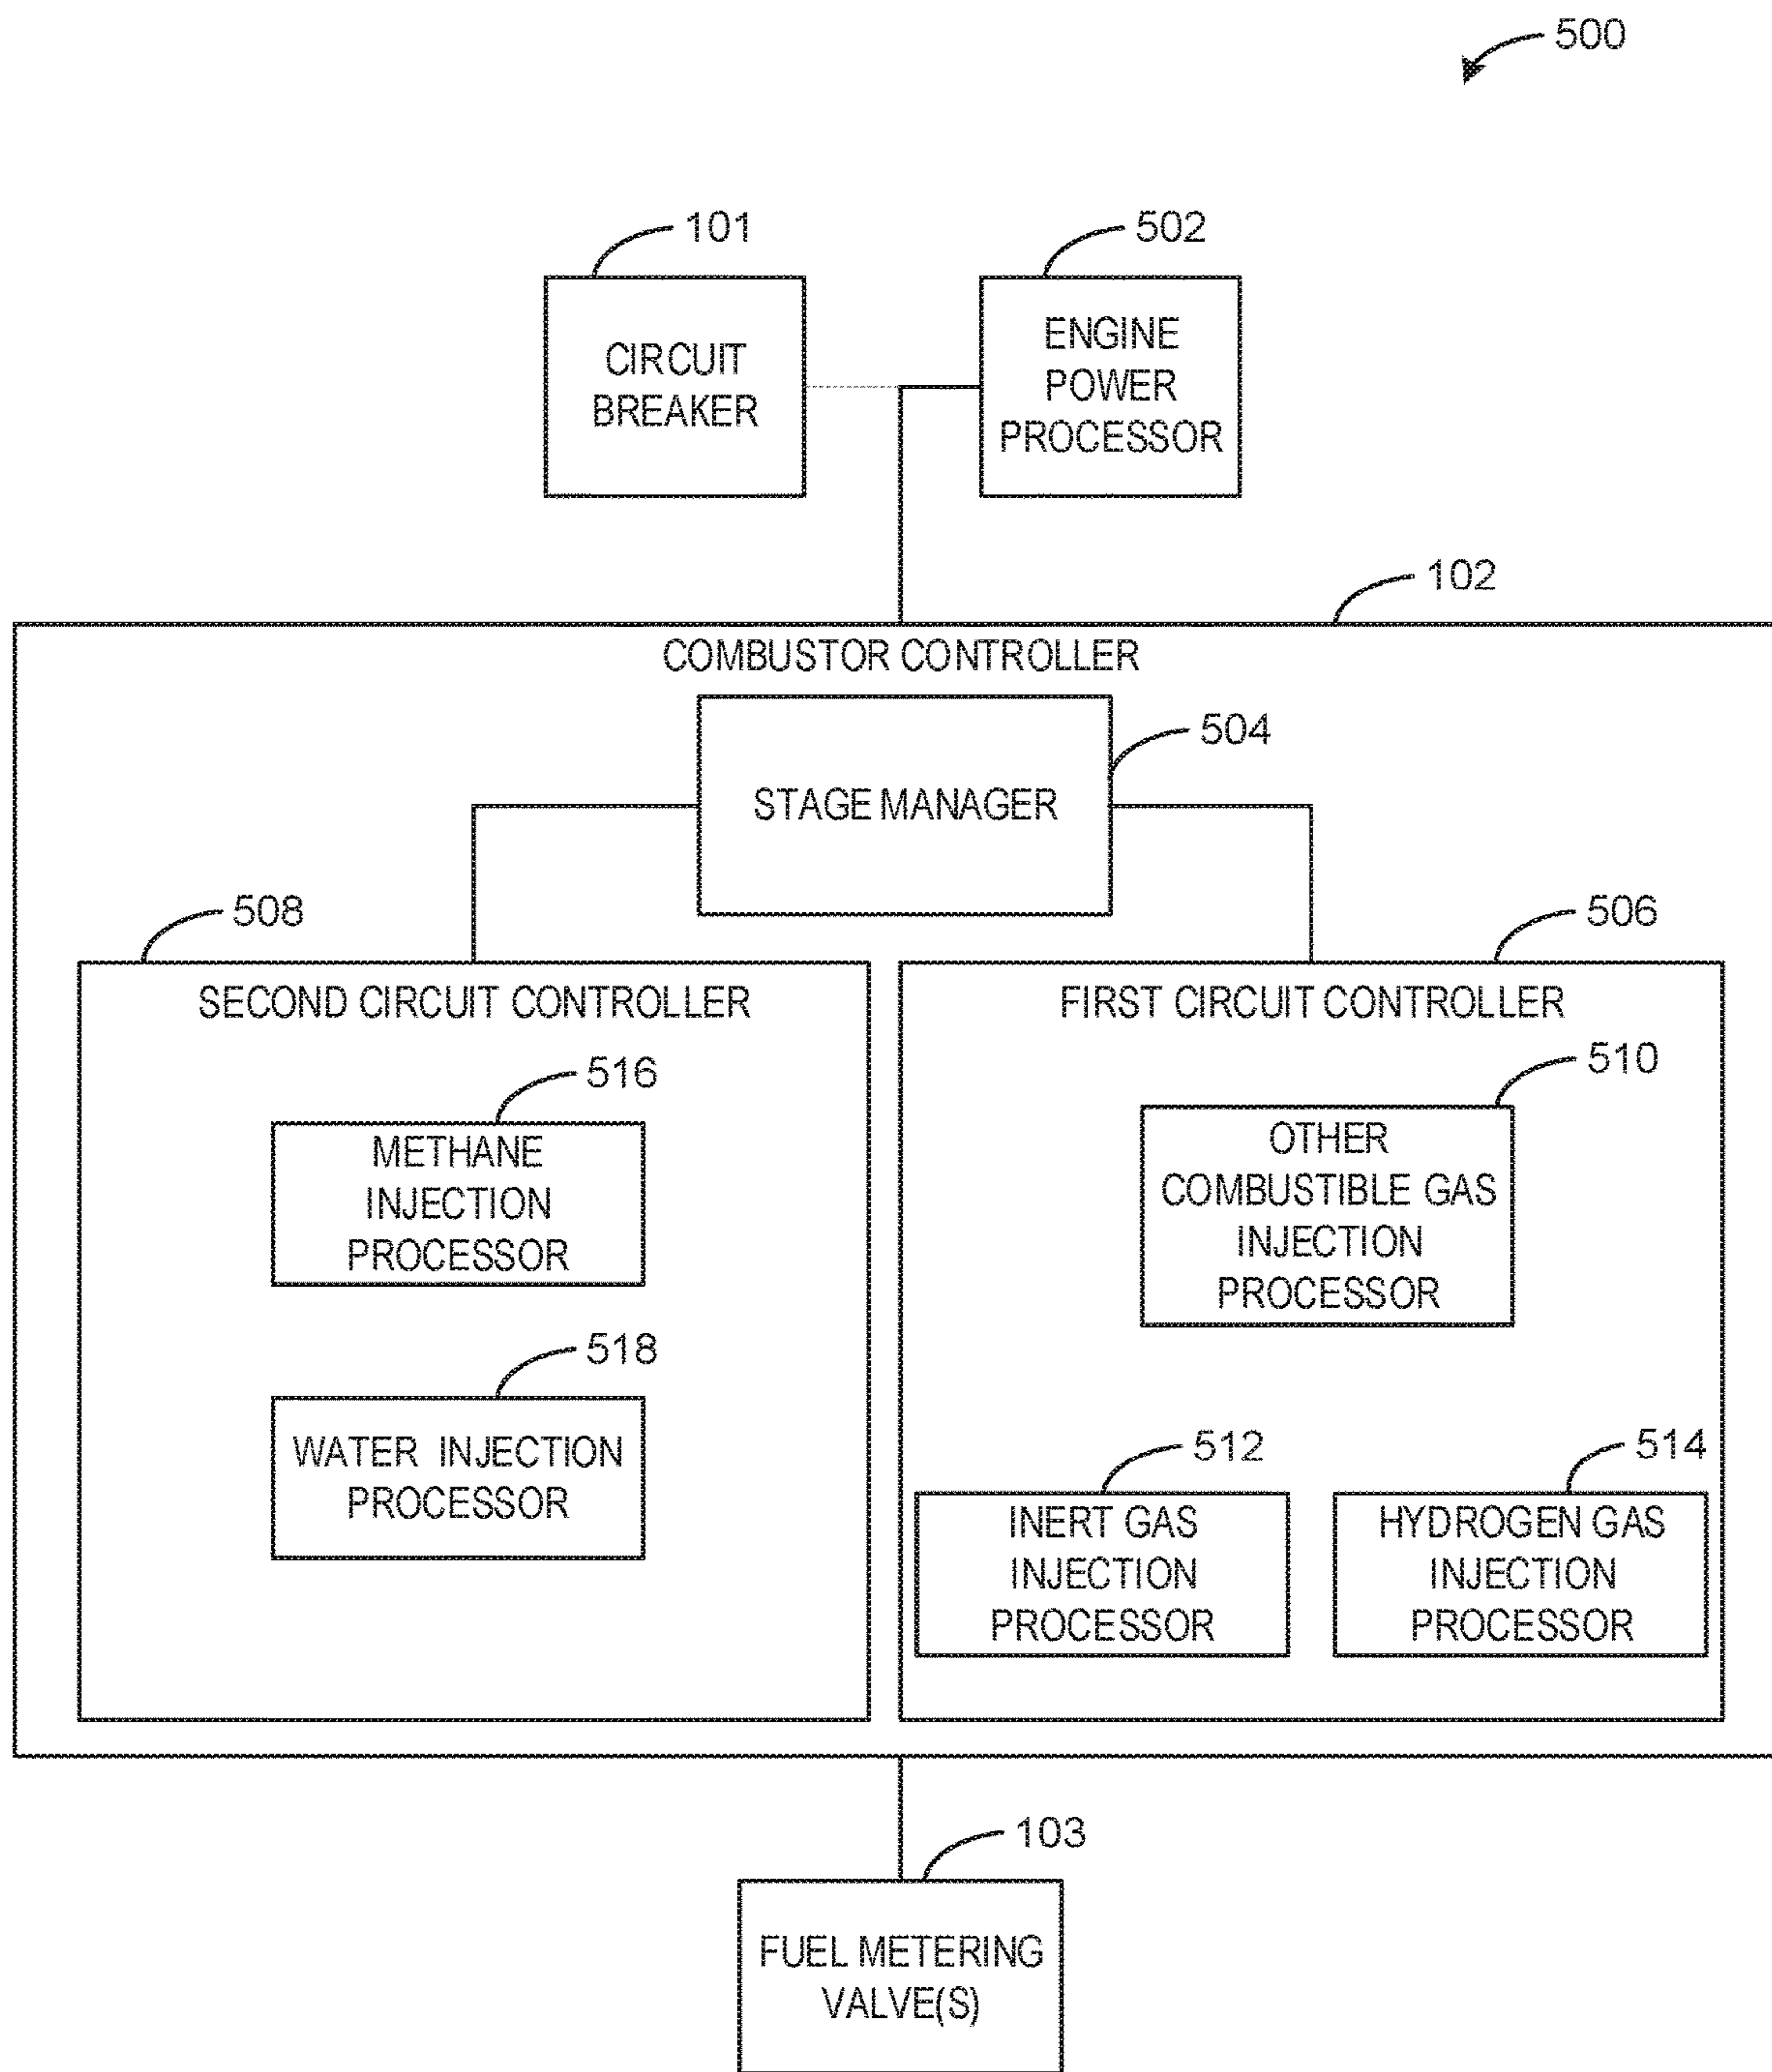 500
101
502
CIRCUIT
BREAKER
ENGINE
POWER
PROCESSOR
102
COMBUSTOR CONTROLLER
504
STAGE MANAGER
508
506
SECOND CIRCUIT CONTROLLER
516
METHANE
INJECTION
PROCESSOR
518
WATER INJECTION
PROCESSOR
FIRST CIRCUIT CONTROLLER
510
OTHER
COMBUSTIBLE GAS
INJECTION
PROCESSOR
512
INERT GAS
INJECTION
PROCESSOR
514
HYDROGEN GAS
INJECTION
PROCESSOR
103
FUEL METERING
VALVE(S)